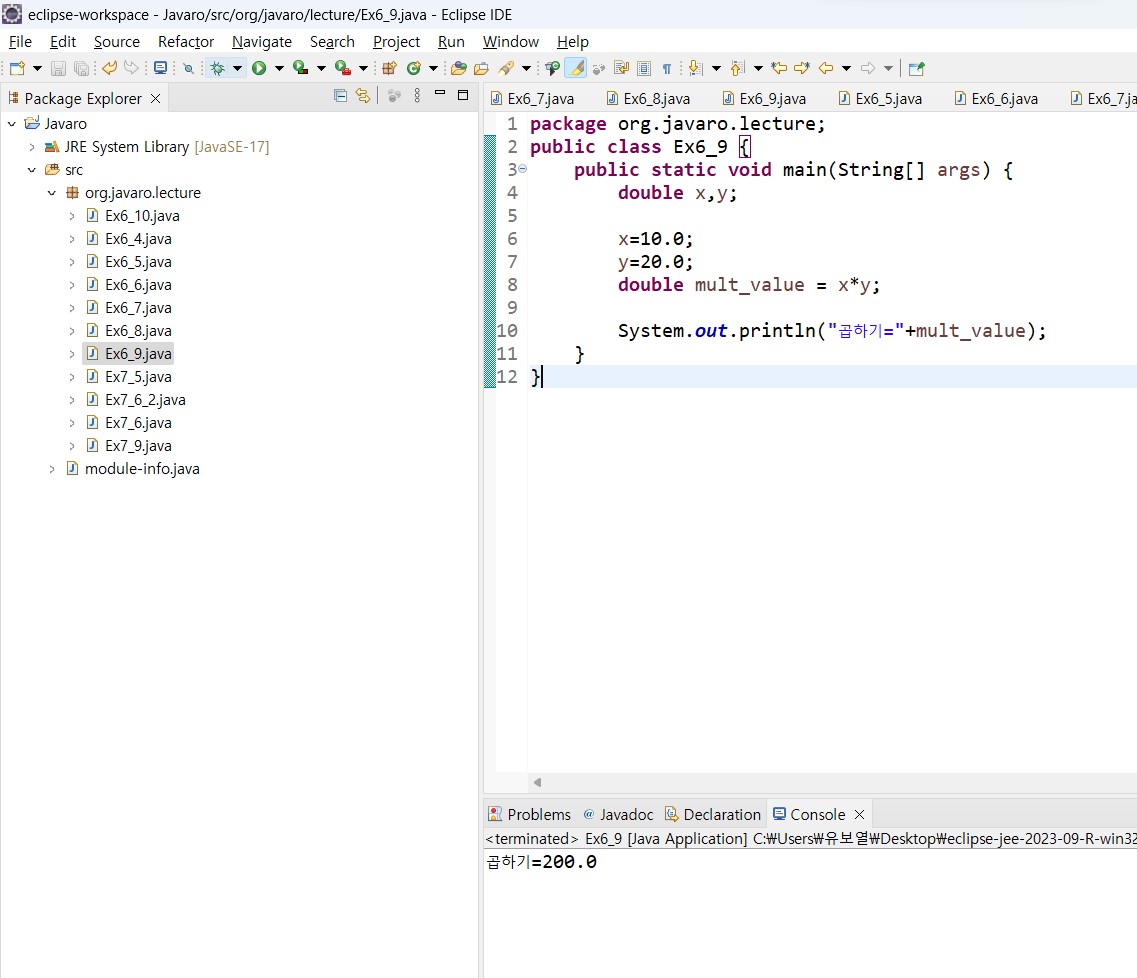 eclipse-workspace - Javaro/src/org/javaro/lecture/Ex6_9.java - Eclipse IDE
File Edit Source Refactor Navigate Search Project Run Window Help
Package Explorer
Javaro
JRE System Library [JavaSE-17]
src
org.javaro.lecture
Ex6_10.java
Ex6_4.java
Ex6_5.java
Ex6_6.java
Ex6_7.java
Ex6_8.java
Ex6_9.java
Ex7_5.java
Ex7_6_2.java
Ex7_6.java
Ex7_9.java
module-info.java
Ex6_7.java Ex6_8.java Ex6_9.java Ex6_5.java Ex6_6.java Ex6_7.ja
1 package org.javaro.lecture;
2 public class Ex6_9 {
3 public static void main(String[] args) {
4 double x,y;
5
6 x=10.0;
7 y=20.0;
8 double mult_value = x*y;
9
10 System.out.println("곱하기="+mult_value);
11 }
12 }
Problems @ Javadoc Declaration Console
<terminated> Ex6_9 [Java Application] C:₩Users₩유보열₩Desktop₩eclipse-jee-2023-09-R-win32
곱하기=200.0